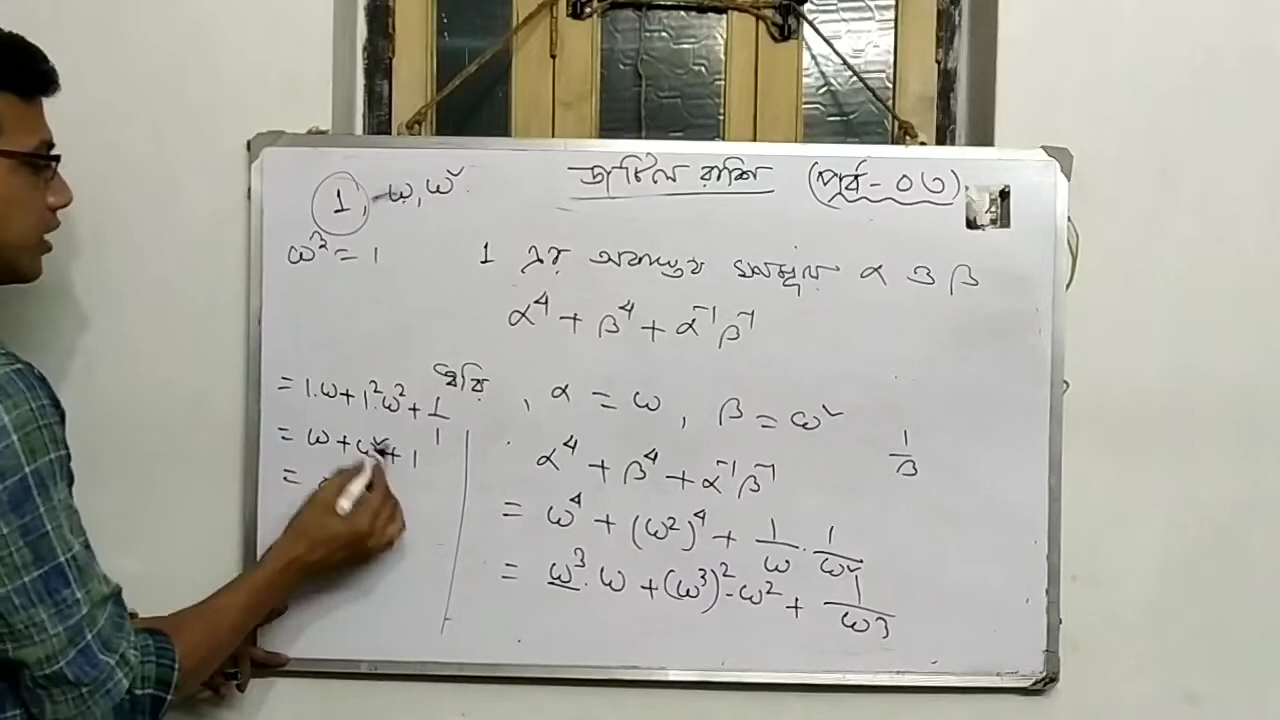 জটিল রাশি (পর্ব - ০৩)
1, ω, ω²
ω³ = 1
1 এর অবাস্তব ঘনমূল α ও β
α⁴ + β⁴ + α⁻¹β⁻¹
ধরি, α = ω, β = ω²
1/β
α⁴ + β⁴ + α⁻¹β⁻¹
= ω⁴ + (ω²)⁴ + 1/ω · 1/ω²
= ω³·ω + (ω³)²·ω² + 1/ω³
= 1·ω + 1²·ω² + 1/1
= ω + ω² + 1
=